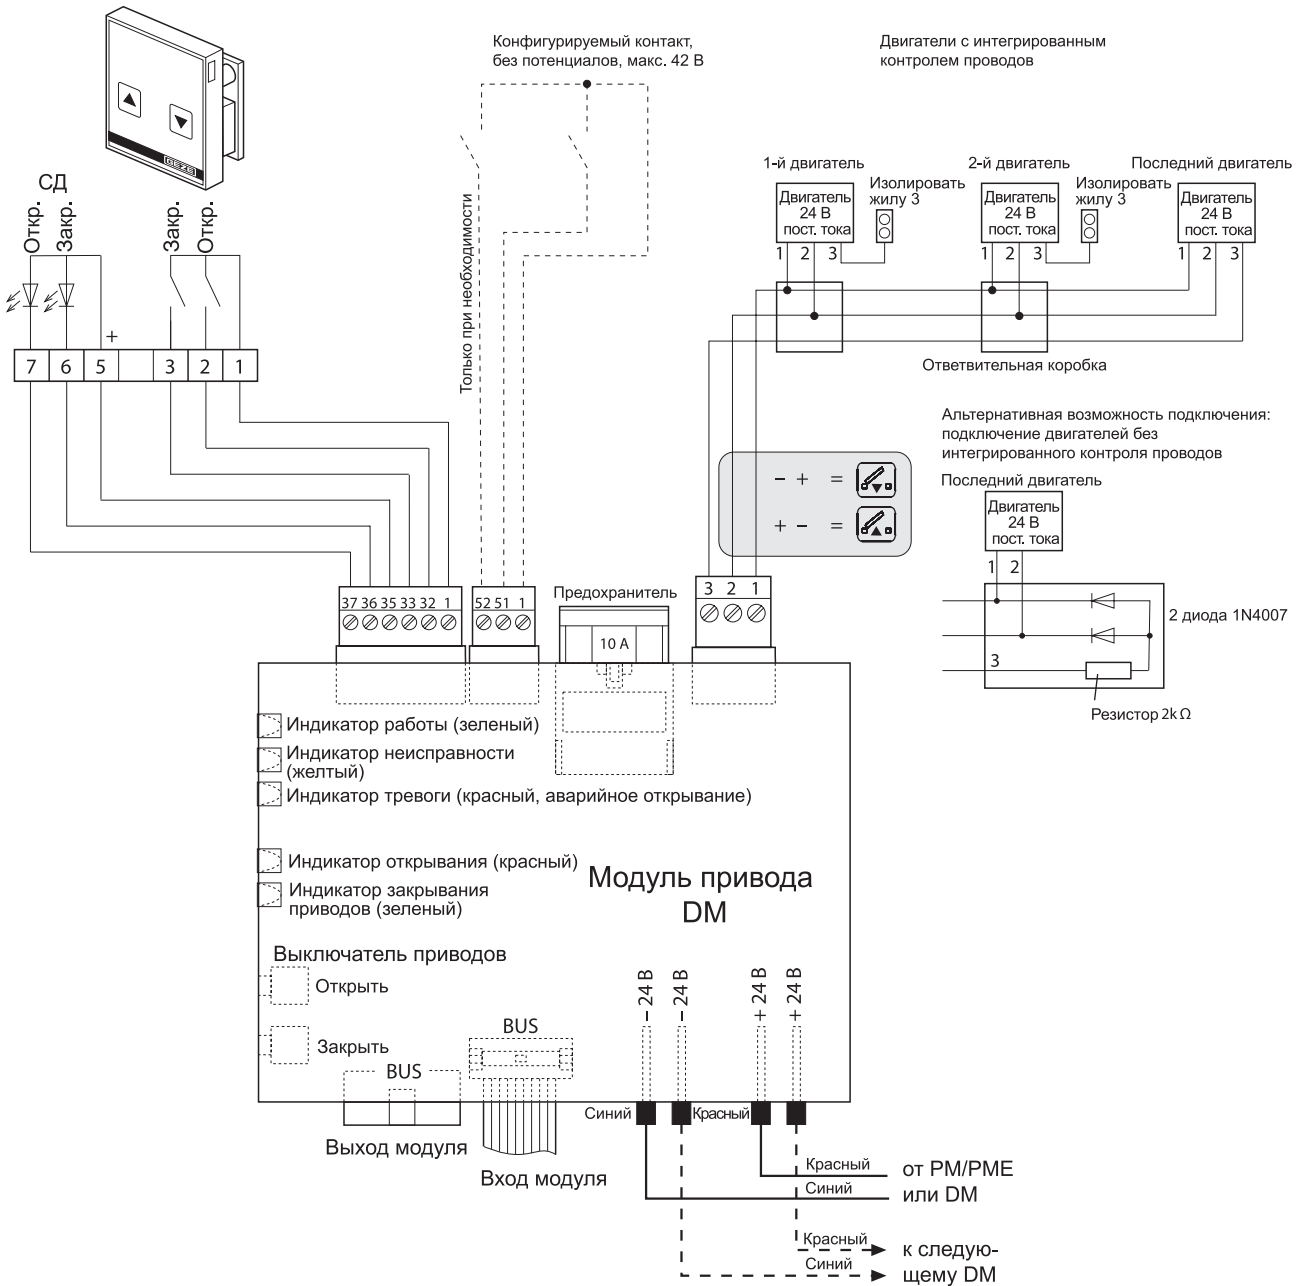 Конфигурируемый контакт,
без потенциалов, макс. 42 В
Двигатели с интегрированным
контролем проводов
GEZE
СД
Откр.
Закр.
Закр.
Откр.
+
7 6 5 3 2 1
Только при необходимости
1-й двигатель
2-й двигатель
Последний двигатель
Двигатель
24 В
пост. тока
Изолировать
жилу 3
Двигатель
24 В
пост. тока
Изолировать
жилу 3
Двигатель
24 В
пост. тока
1 2 3
1 2 3
1 2 3
Ответвительная коробка
Альтернативная возможность подключения:
подключение двигателей без
интегрированного контроля проводов
Последний двигатель
Двигатель
24 В
пост. тока
1 2
3
2 диода 1N4007
Резистор 2k Ω
– + =
+ – =
37 36 35 33 32 1
52 51 1
Предохранитель
10 A
3 2 1
Индикатор работы (зеленый)
Индикатор неисправности
(желтый)
Индикатор тревоги (красный, аварийное открывание)
Индикатор открывания (красный)
Индикатор закрывания
приводов (зеленый)
Модуль привода
DM
Выключатель приводов
Открыть
Закрыть
BUS
BUS
– 24 В
– 24 В
+ 24 В
+ 24 В
Синий
Красный
Выход модуля
Вход модуля
Красный
Синий
от PM/PME
или DM
Красный
Синий
к следую-
щему DM